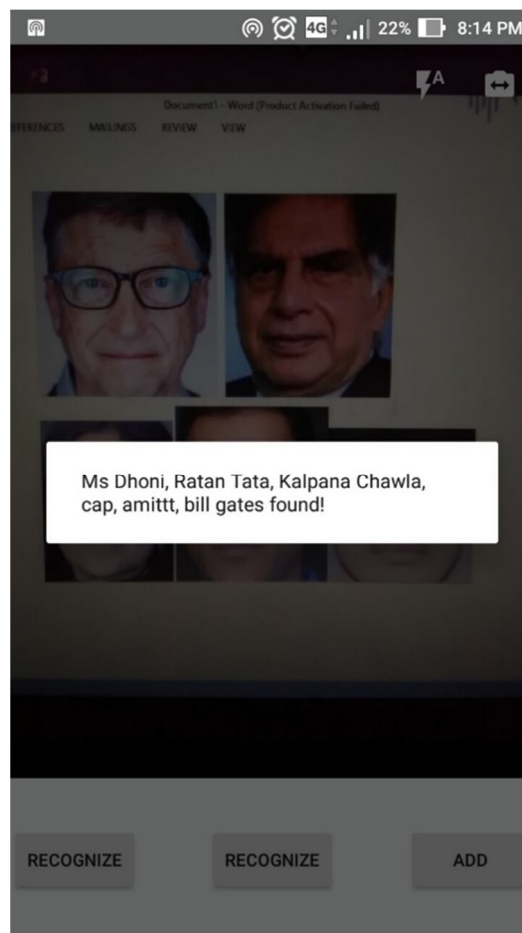 4G 22% 8:14 PM
A
Document1 - Word (Product Activation Failed)
EFERENCES MAILINGS REVIEW VIEW
Ms Dhoni, Ratan Tata, Kalpana Chawla,
cap, amittt, bill gates found!
RECOGNIZE RECOGNIZE ADD